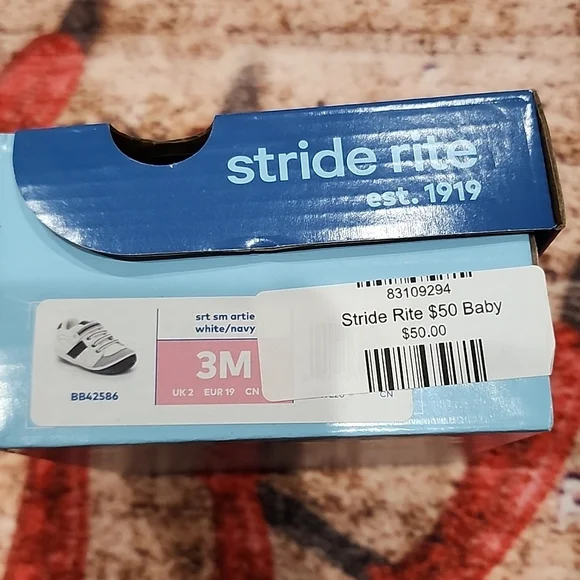 stride rite
est. 1919
83109294
Stride Rite $50 Baby
$50.00
srt sm artie
white/navy
3M
UK 2 EUR 19 CN
BB42586
CN